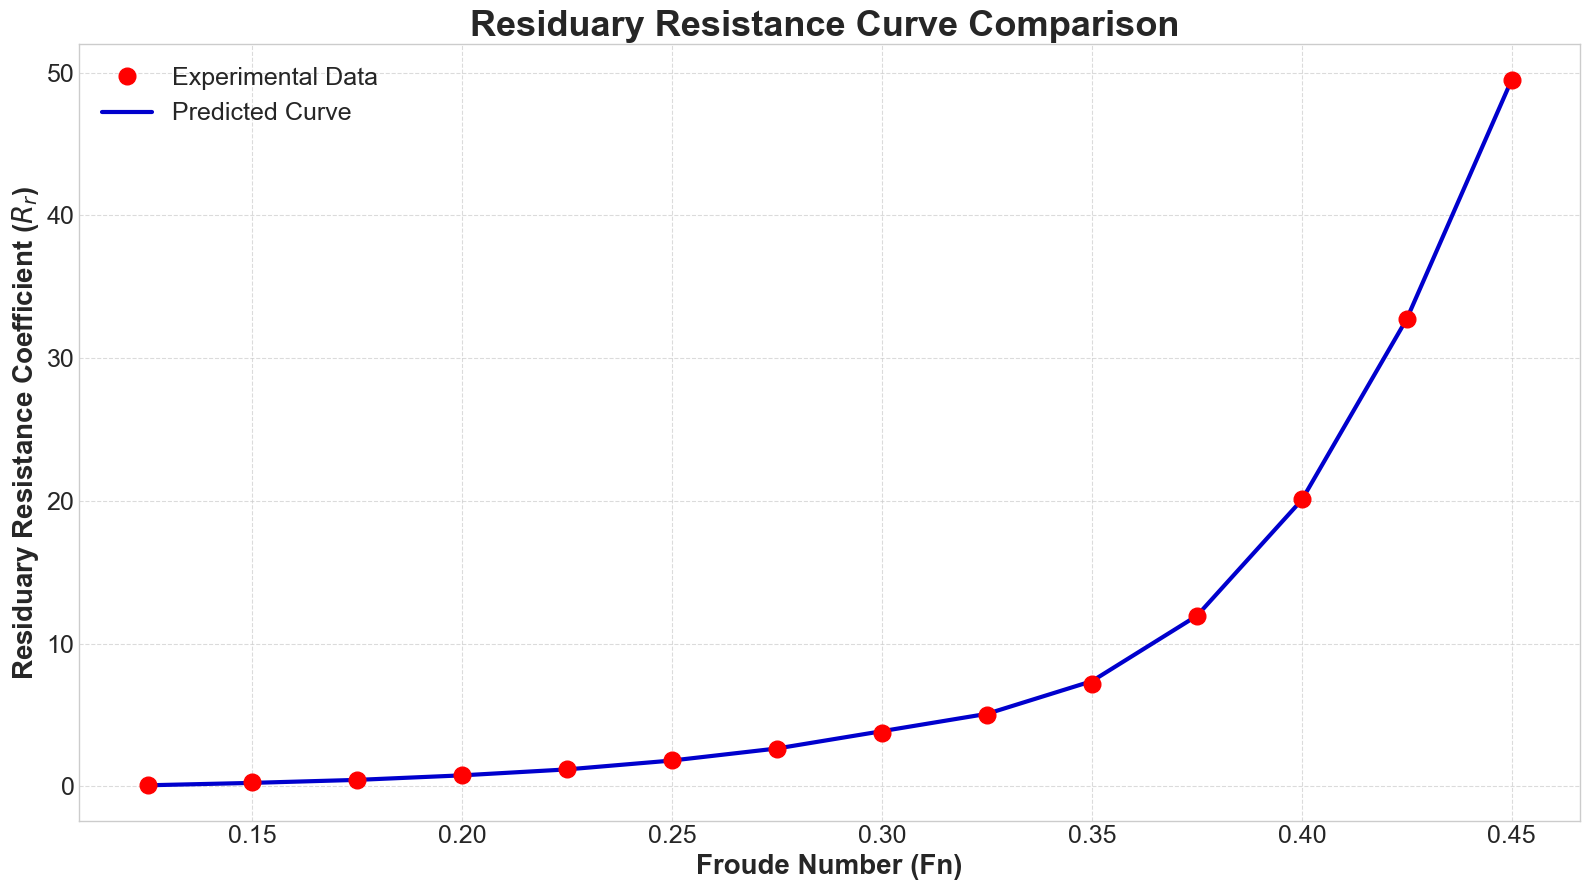 Residuary Resistance Curve Comparison
Experimental Data
Predicted Curve
Residuary Resistance Coefficient (R_r)
50
40
30
20
10
0
0.15
0.20
0.25
0.30
0.35
0.40
0.45
Froude Number (Fn)